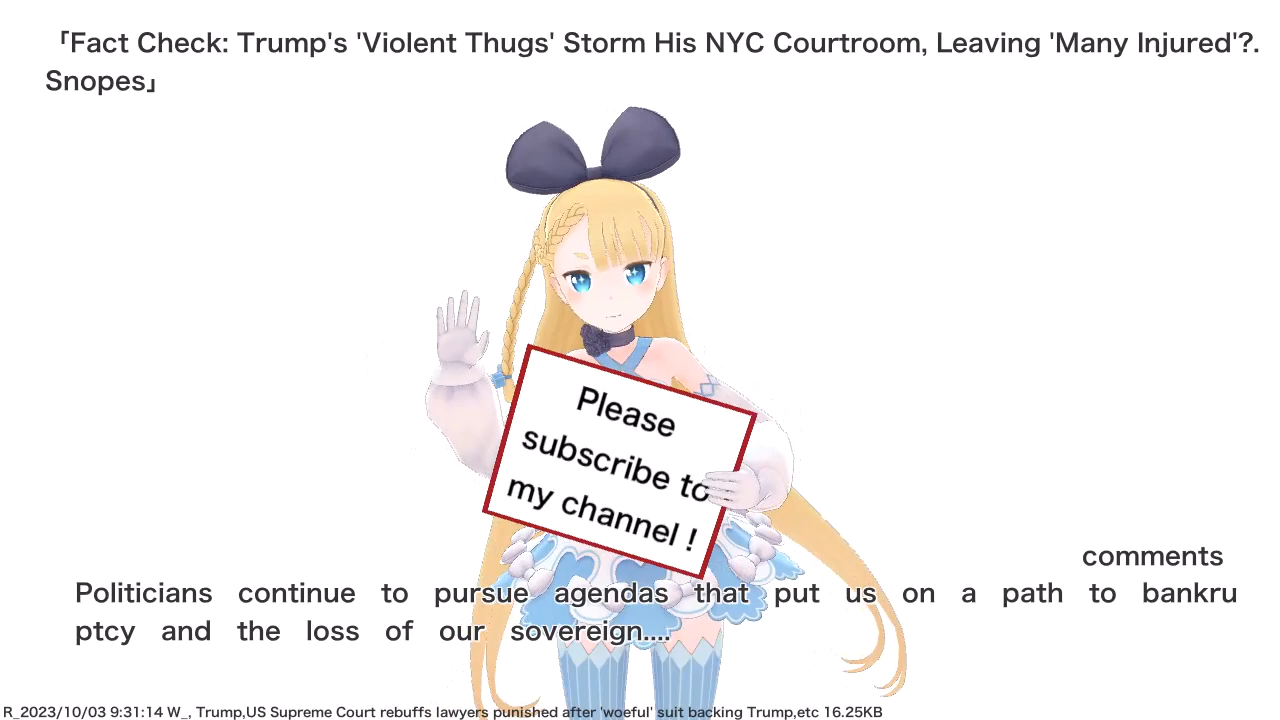 「Fact Check: Trump's 'Violent Thugs' Storm His NYC Courtroom, Leaving 'Many Injured'?.
Snopes」
Please
subscribe to
my channel !
comments
Politicians continue to pursue agendas that put us on a path to bankru
ptcy and the loss of our sovereign....
R_2023/10/03 9:31:14 W_, Trump,US Supreme Court rebuffs lawyers punished after 'woeful' suit backing Trump,etc 16.25KB